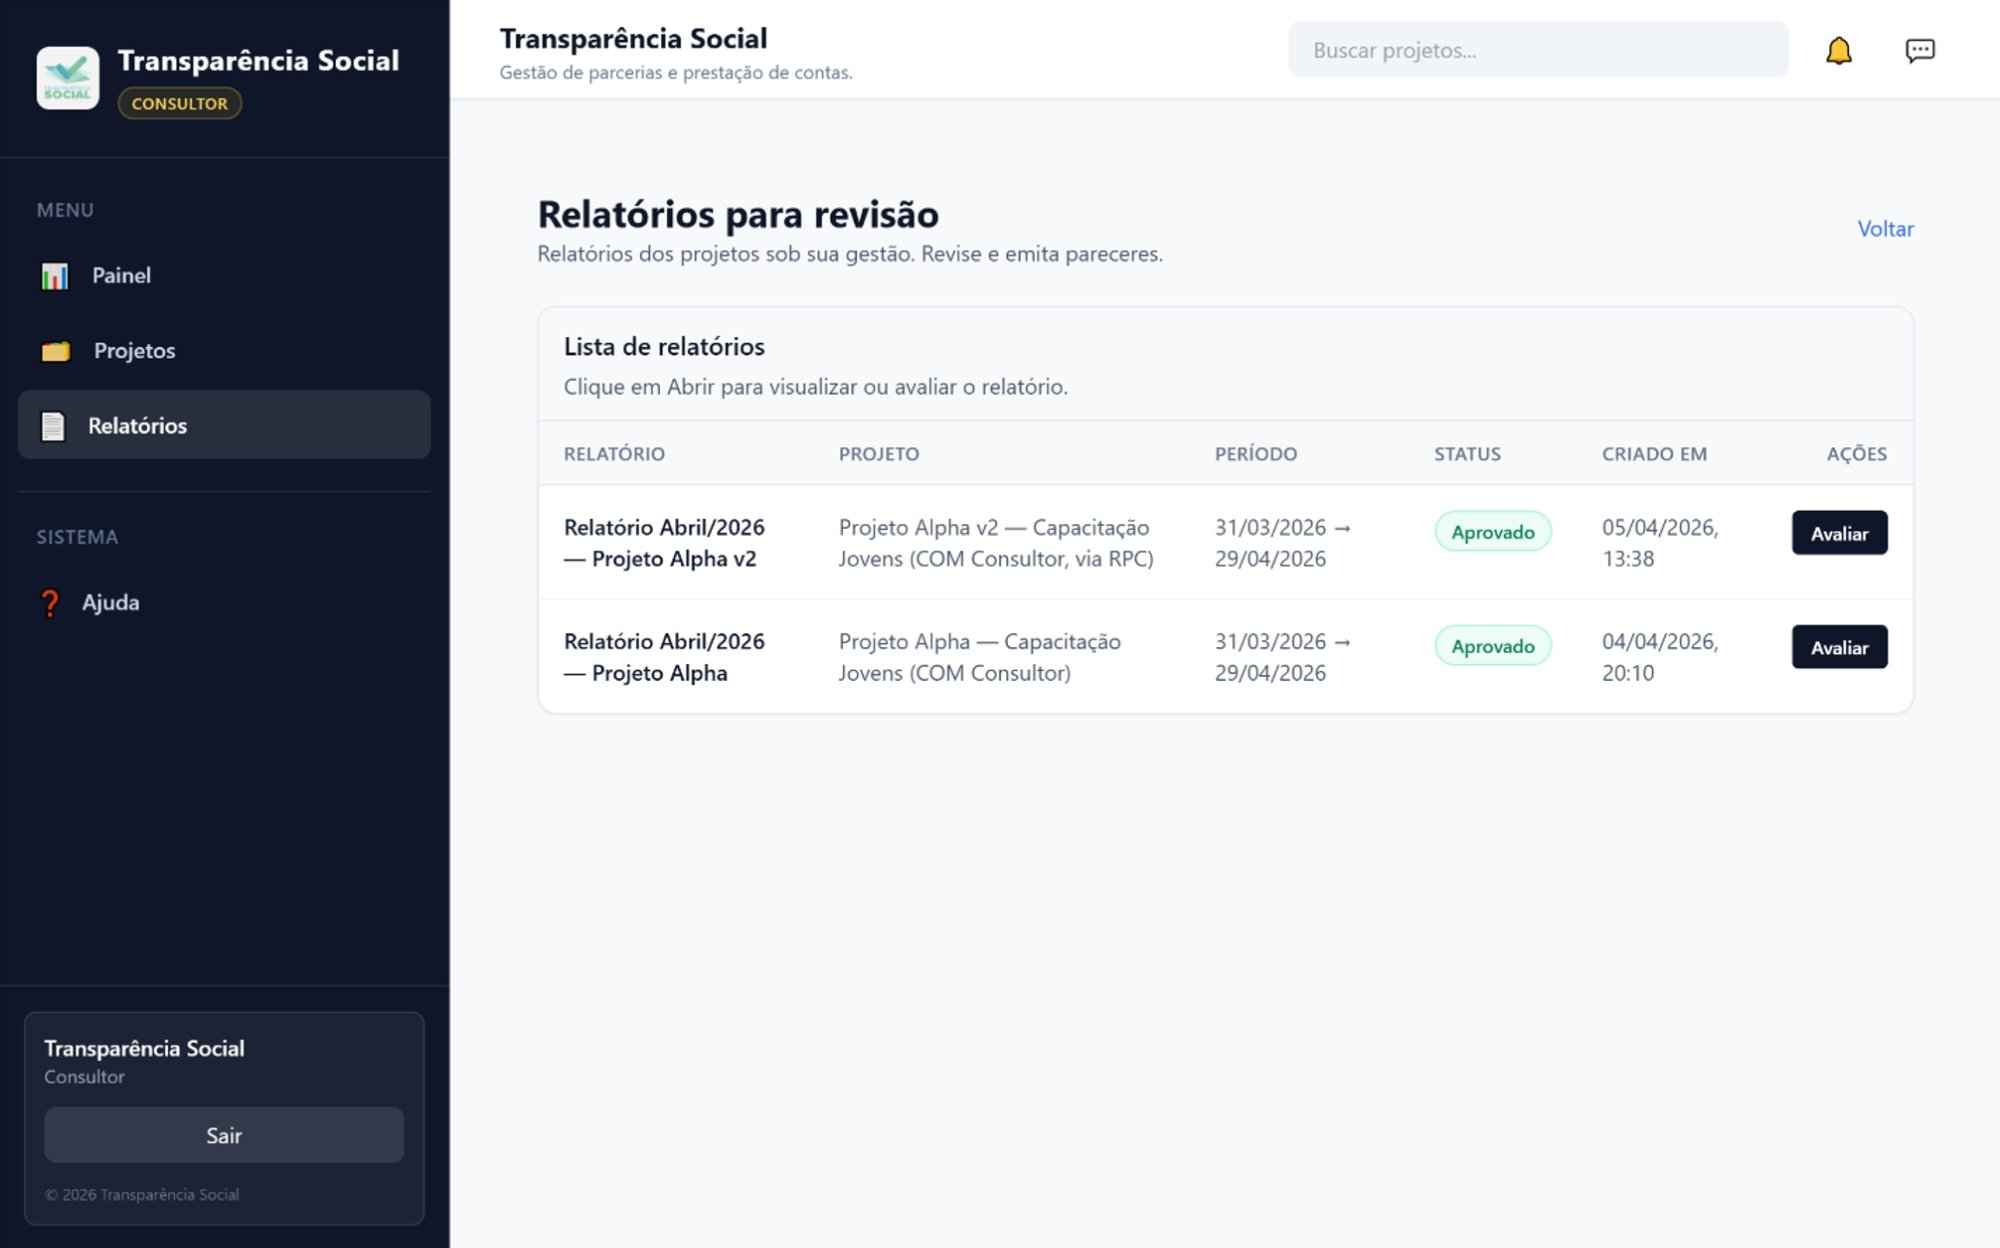 Transparência Social
SOCIAL
CONSULTOR
MENU
Painel
Projetos
Relatórios
SISTEMA
Ajuda
Transparência Social
Consultor
Sair
© 2026 Transparência Social
Transparência Social
Gestão de parcerias e prestação de contas.
Buscar projetos...
Relatórios para revisão
Relatórios dos projetos sob sua gestão. Revise e emita pareceres.
Voltar
Lista de relatórios
Clique em Abrir para visualizar ou avaliar o relatório.
RELATÓRIO PROJETO PERÍODO STATUS CRIADO EM AÇÕES
Relatório Abril/2026 Projeto Alpha v2 — Capacitação 31/03/2026 → Aprovado 05/04/2026, Avaliar
— Projeto Alpha v2 Jovens (COM Consultor, via RPC) 29/04/2026 13:38
Relatório Abril/2026 Projeto Alpha — Capacitação 31/03/2026 → Aprovado 04/04/2026, Avaliar
— Projeto Alpha Jovens (COM Consultor) 29/04/2026 20:10